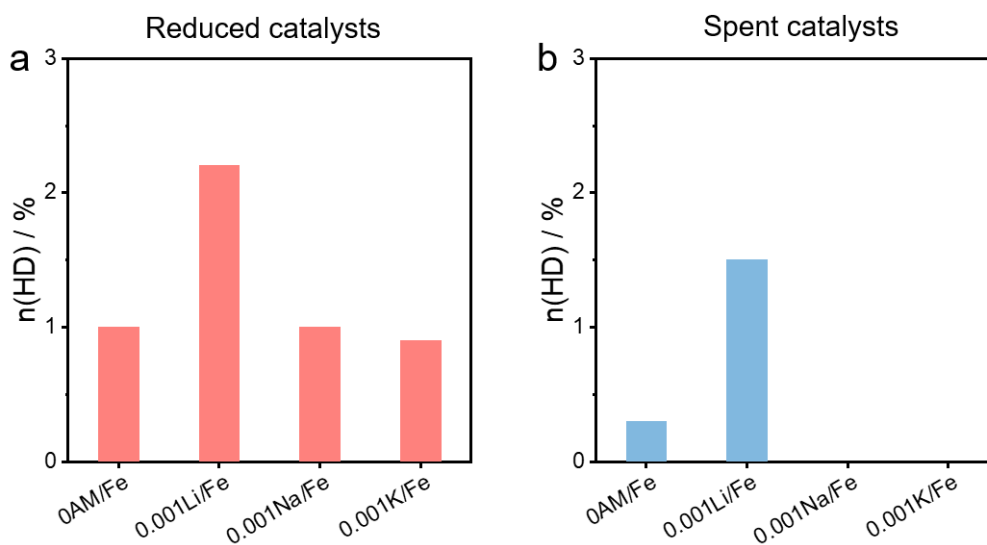 Reduced catalysts
a
n(HD) / %
3
2
1
0
0AM/Fe
0.001Li/Fe
0.001Na/Fe
0.001K/Fe
Spent catalysts
b
n(HD) / %
3
2
1
0
0AM/Fe
0.001Li/Fe
0.001Na/Fe
0.001K/Fe